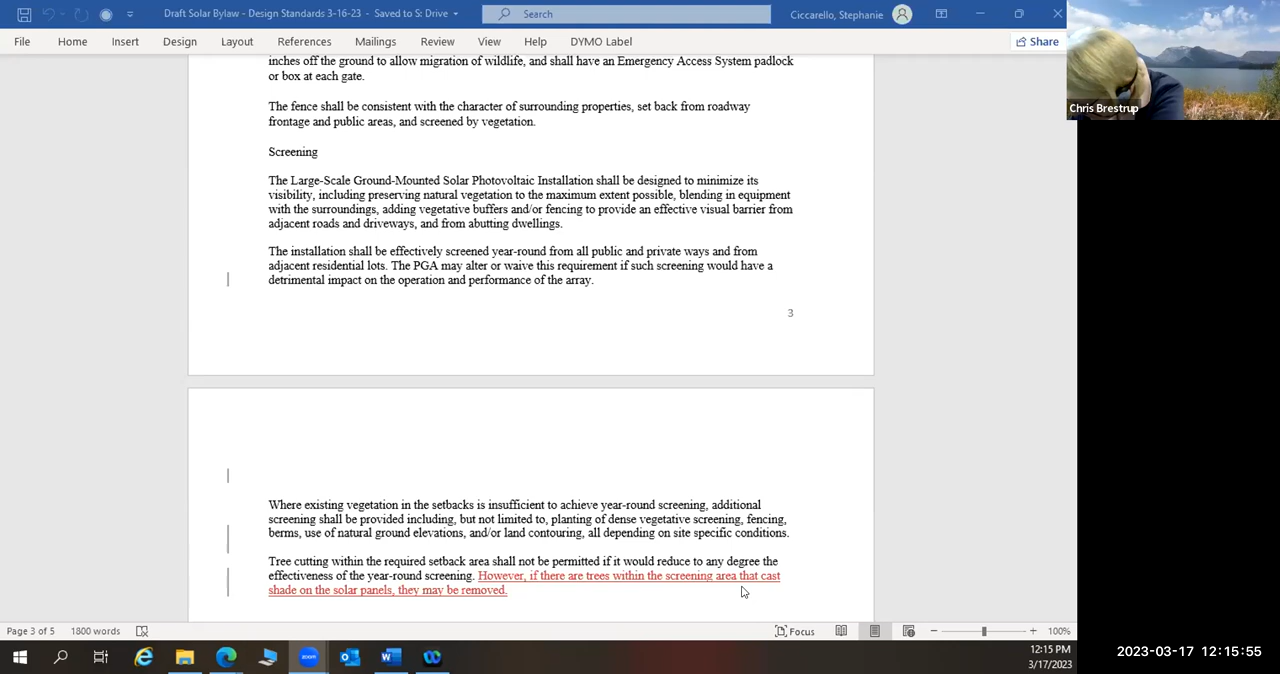 Draft Solar Bylaw - Design Standards 3-16-23 - Saved to S: Drive
Search
Ciccarello, Stephanie
File Home Insert Design Layout References Mailings Review View Help DYMO Label
Share
inches off the ground to allow migration of wildlife, and shall have an Emergency Access System padlock
or box at each gate.
The fence shall be consistent with the character of surrounding properties, set back from roadway
frontage and public areas, and screened by vegetation.
Screening
The Large-Scale Ground-Mounted Solar Photovoltaic Installation shall be designed to minimize its
visibility, including preserving natural vegetation to the maximum extent possible, blending in equipment
with the surroundings, adding vegetative buffers and/or fencing to provide an effective visual barrier from
adjacent roads and driveways, and from abutting dwellings.
The installation shall be effectively screened year-round from all public and private ways and from
adjacent residential lots. The PGA may alter or waive this requirement if such screening would have a
detrimental impact on the operation and performance of the array.
3
Where existing vegetation in the setbacks is insufficient to achieve year-round screening, additional
screening shall be provided including, but not limited to, planting of dense vegetative screening, fencing,
berms, use of natural ground elevations, and/or land contouring, all depending on site specific conditions.
Tree cutting within the required setback area shall not be permitted if it would reduce to any degree the
effectiveness of the year-round screening. However, if there are trees within the screening area that cast
shade on the solar panels, they may be removed.
Page 3 of 5 1800 words
Focus
100%
zoom
12:15 PM
3/17/2023
Chris Brestrup
2023-03-17 12:15:55